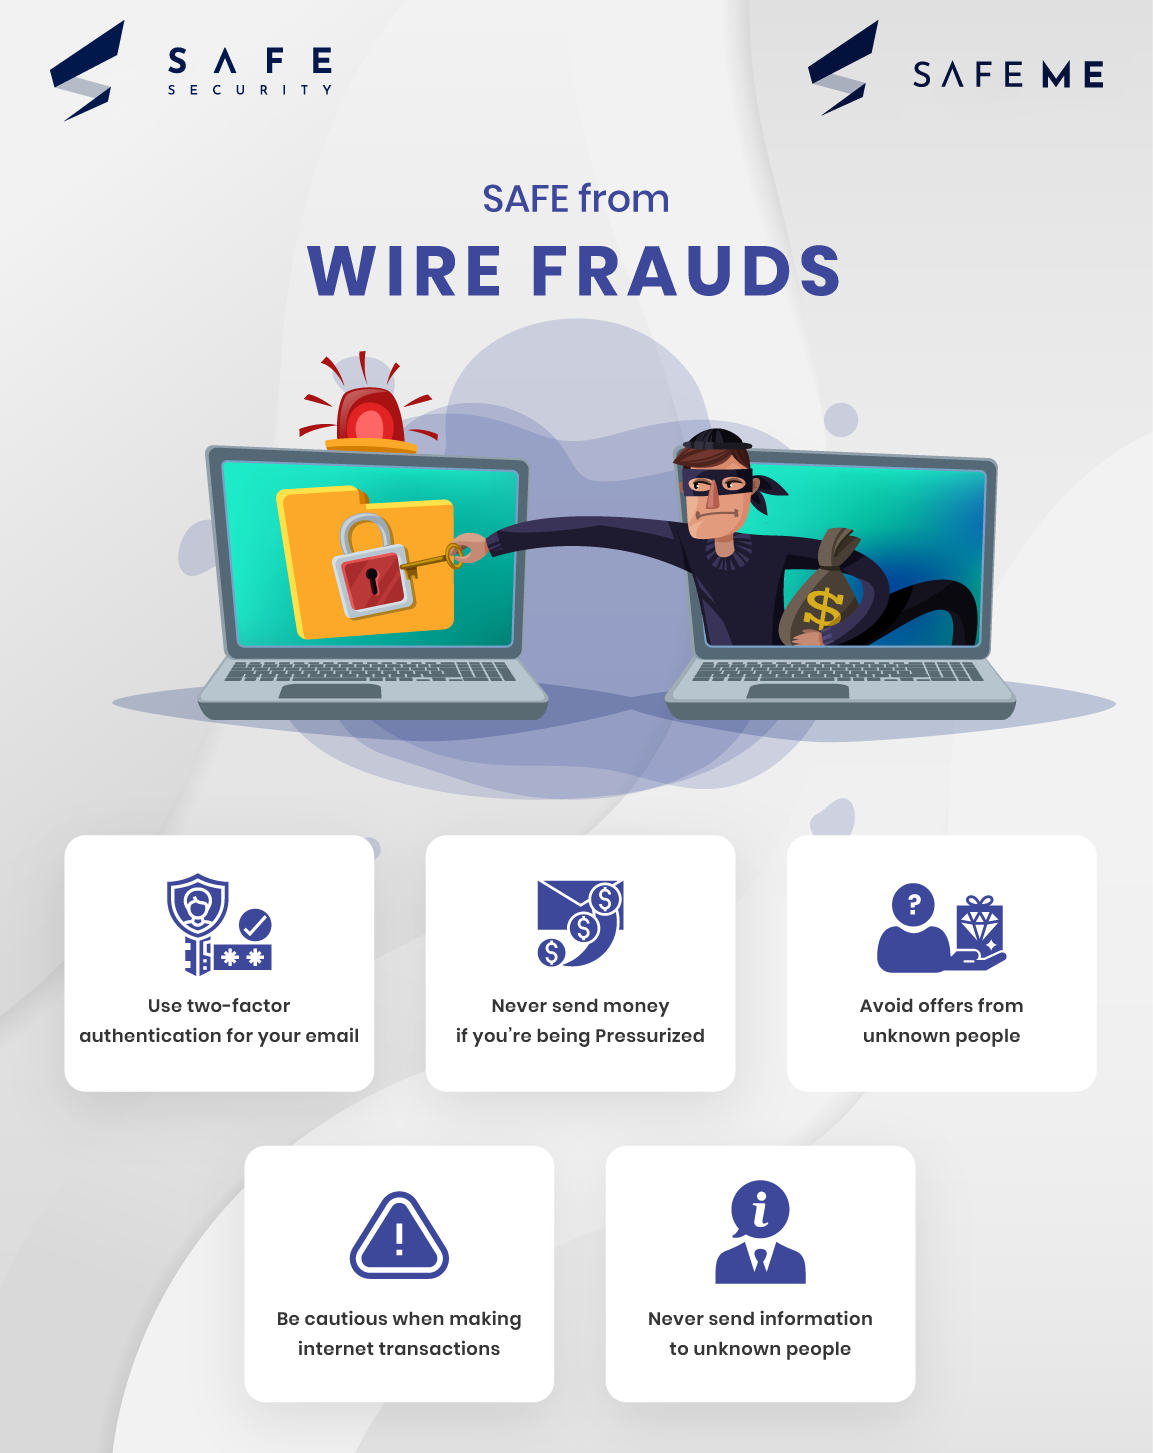 SAFE
SECURITY
SAFE ME
SAFE from
WIRE FRAUDS
$
?
$
$
$
* *
Use two-factor
authentication for your email
Never send money
if you’re being Pressurized
Avoid offers from
unknown people
!
i
Be cautious when making
internet transactions
Never send information
to unknown people